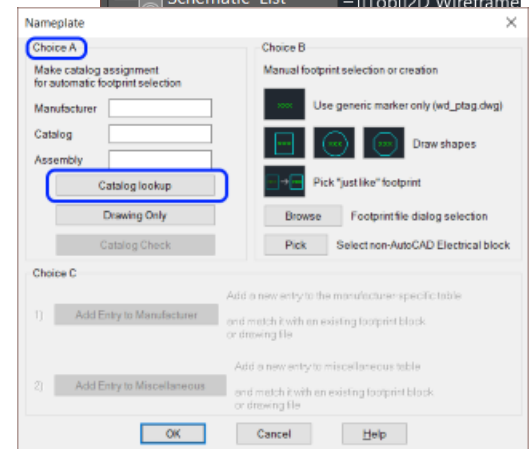 Schematic List
2D Wireframe
Nameplate
Choice A
Make catalog assignment
for automatic footprint selection
Manufacturer
Catalog
Assembly
Catalog lookup
Drawing Only
Catalog Check
Choice B
Manual footprint selection or creation
Use generic marker only (wd_ptag.dwg)
Draw shapes
Pick "just like" footprint
Browse Footprint file dialog selection
Pick Select non-AutoCAD Electrical block
Choice C
Add a new entry to the manufacturer-specific table
1) Add Entry to Manufacturer
and match it with an existing footprint block
or drawing file
Add a new entry to miscellaneous table
2) Add Entry to Miscellaneous
and match it with an existing footprint block
or drawing file
OK Cancel Help